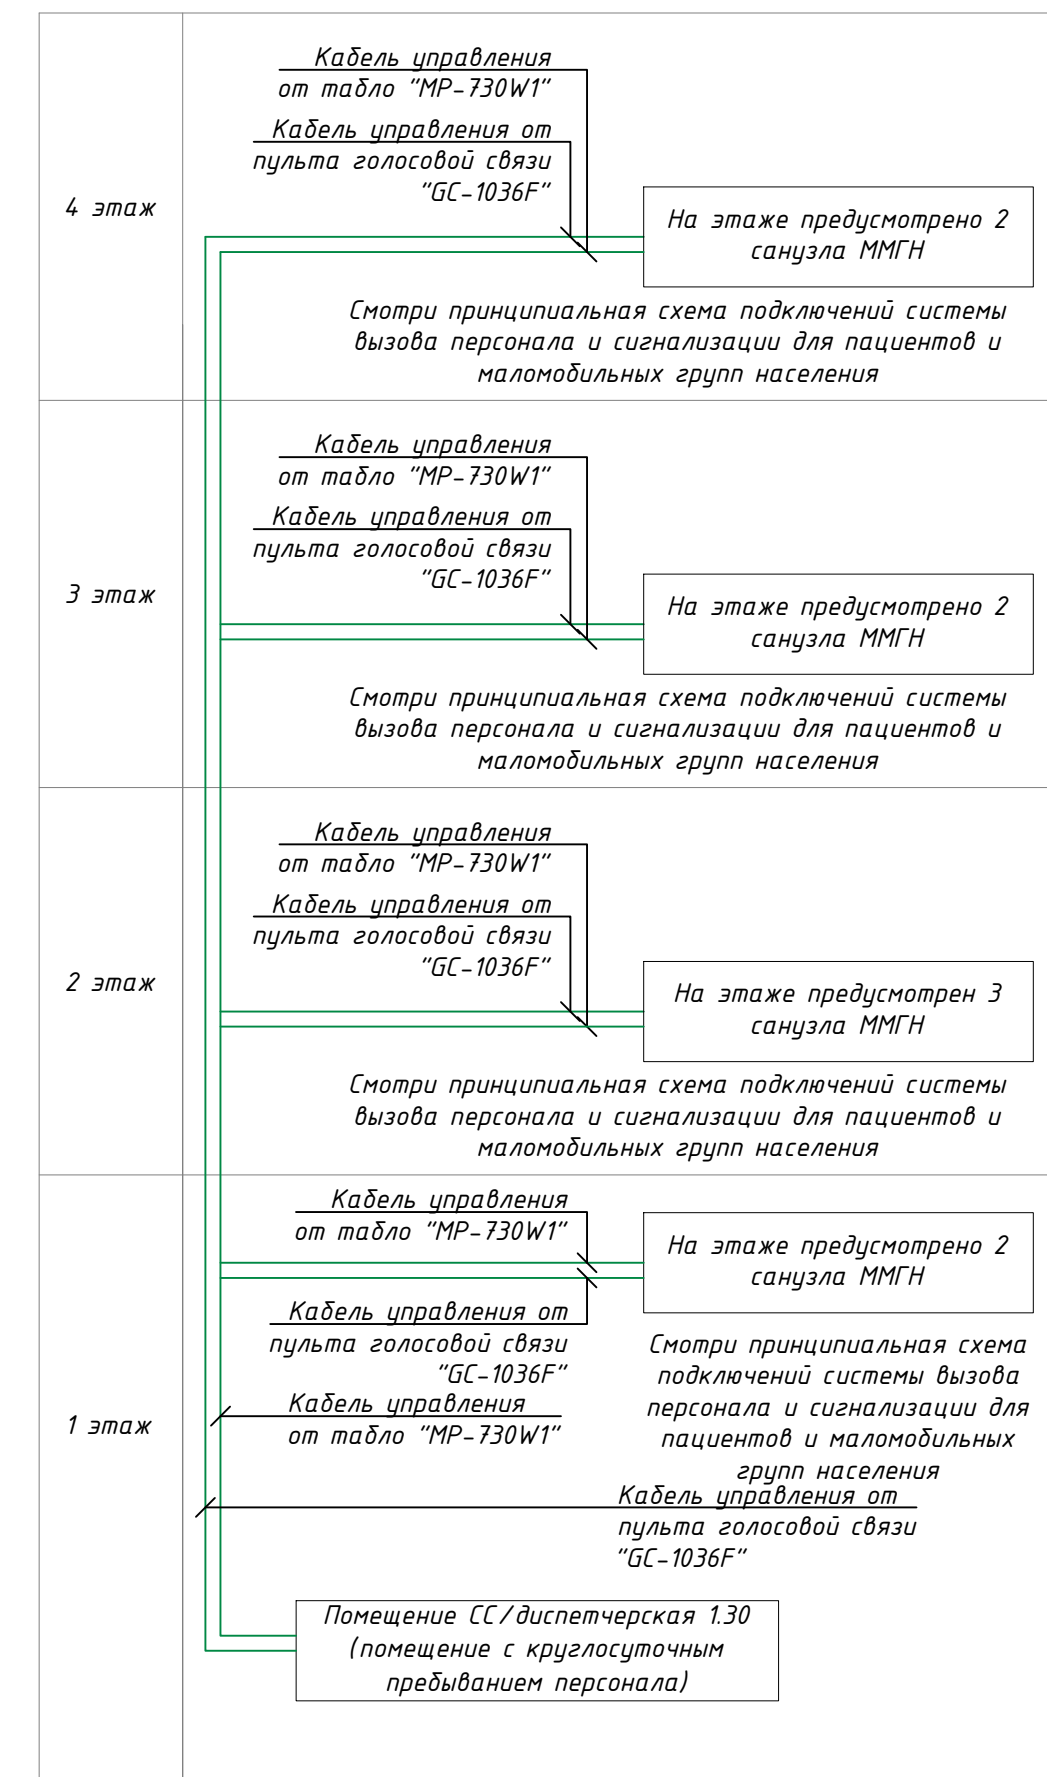 4 этаж
Кабель управления
от табло "MP-730W1"
Кабель управления от
пульта голосовой связи
"GC-1036F"
На этаже предусмотрено 2
санузла ММГН
Смотри принципиальная схема подключений системы
вызова персонала и сигнализации для пациентов и
маломобильных групп населения
3 этаж
Кабель управления
от табло "MP-730W1"
Кабель управления от
пульта голосовой связи
"GC-1036F"
На этаже предусмотрено 2
санузла ММГН
Смотри принципиальная схема подключений системы
вызова персонала и сигнализации для пациентов и
маломобильных групп населения
2 этаж
Кабель управления
от табло "MP-730W1"
Кабель управления от
пульта голосовой связи
"GC-1036F"
На этаже предусмотрен 3
санузла ММГН
Смотри принципиальная схема подключений системы
вызова персонала и сигнализации для пациентов и
маломобильных групп населения
1 этаж
Кабель управления
от табло "MP-730W1"
На этаже предусмотрено 2
санузла ММГН
Кабель управления от
пульта голосовой связи
"GC-1036F"
Смотри принципиальная схема
подключений системы вызова
персонала и сигнализации для
пациентов и маломобильных
групп населения
Кабель управления
от табло "MP-730W1"
Кабель управления от
пульта голосовой связи
"GC-1036F"
Помещение СС/диспетчерская 1.30
(помещение с круглосуточным
пребыванием персонала)